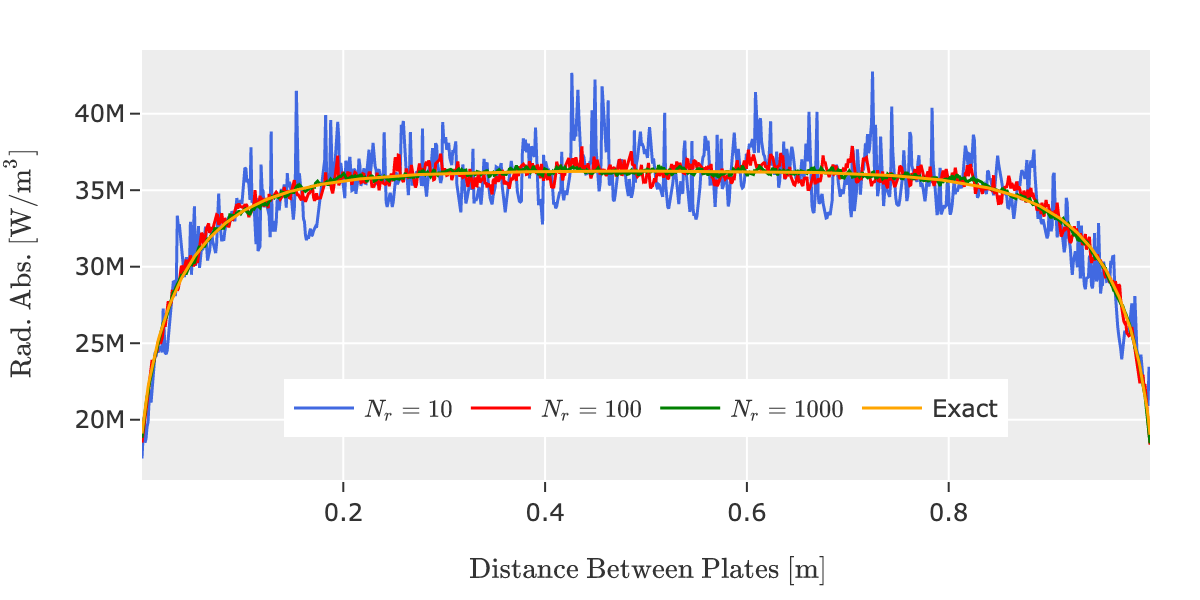 Rad. Abs. [W/m³]
40M
35M
30M
25M
20M
N_r = 10
N_r = 100
N_r = 1000
Exact
0.2
0.4
0.6
0.8
Distance Between Plates [m]